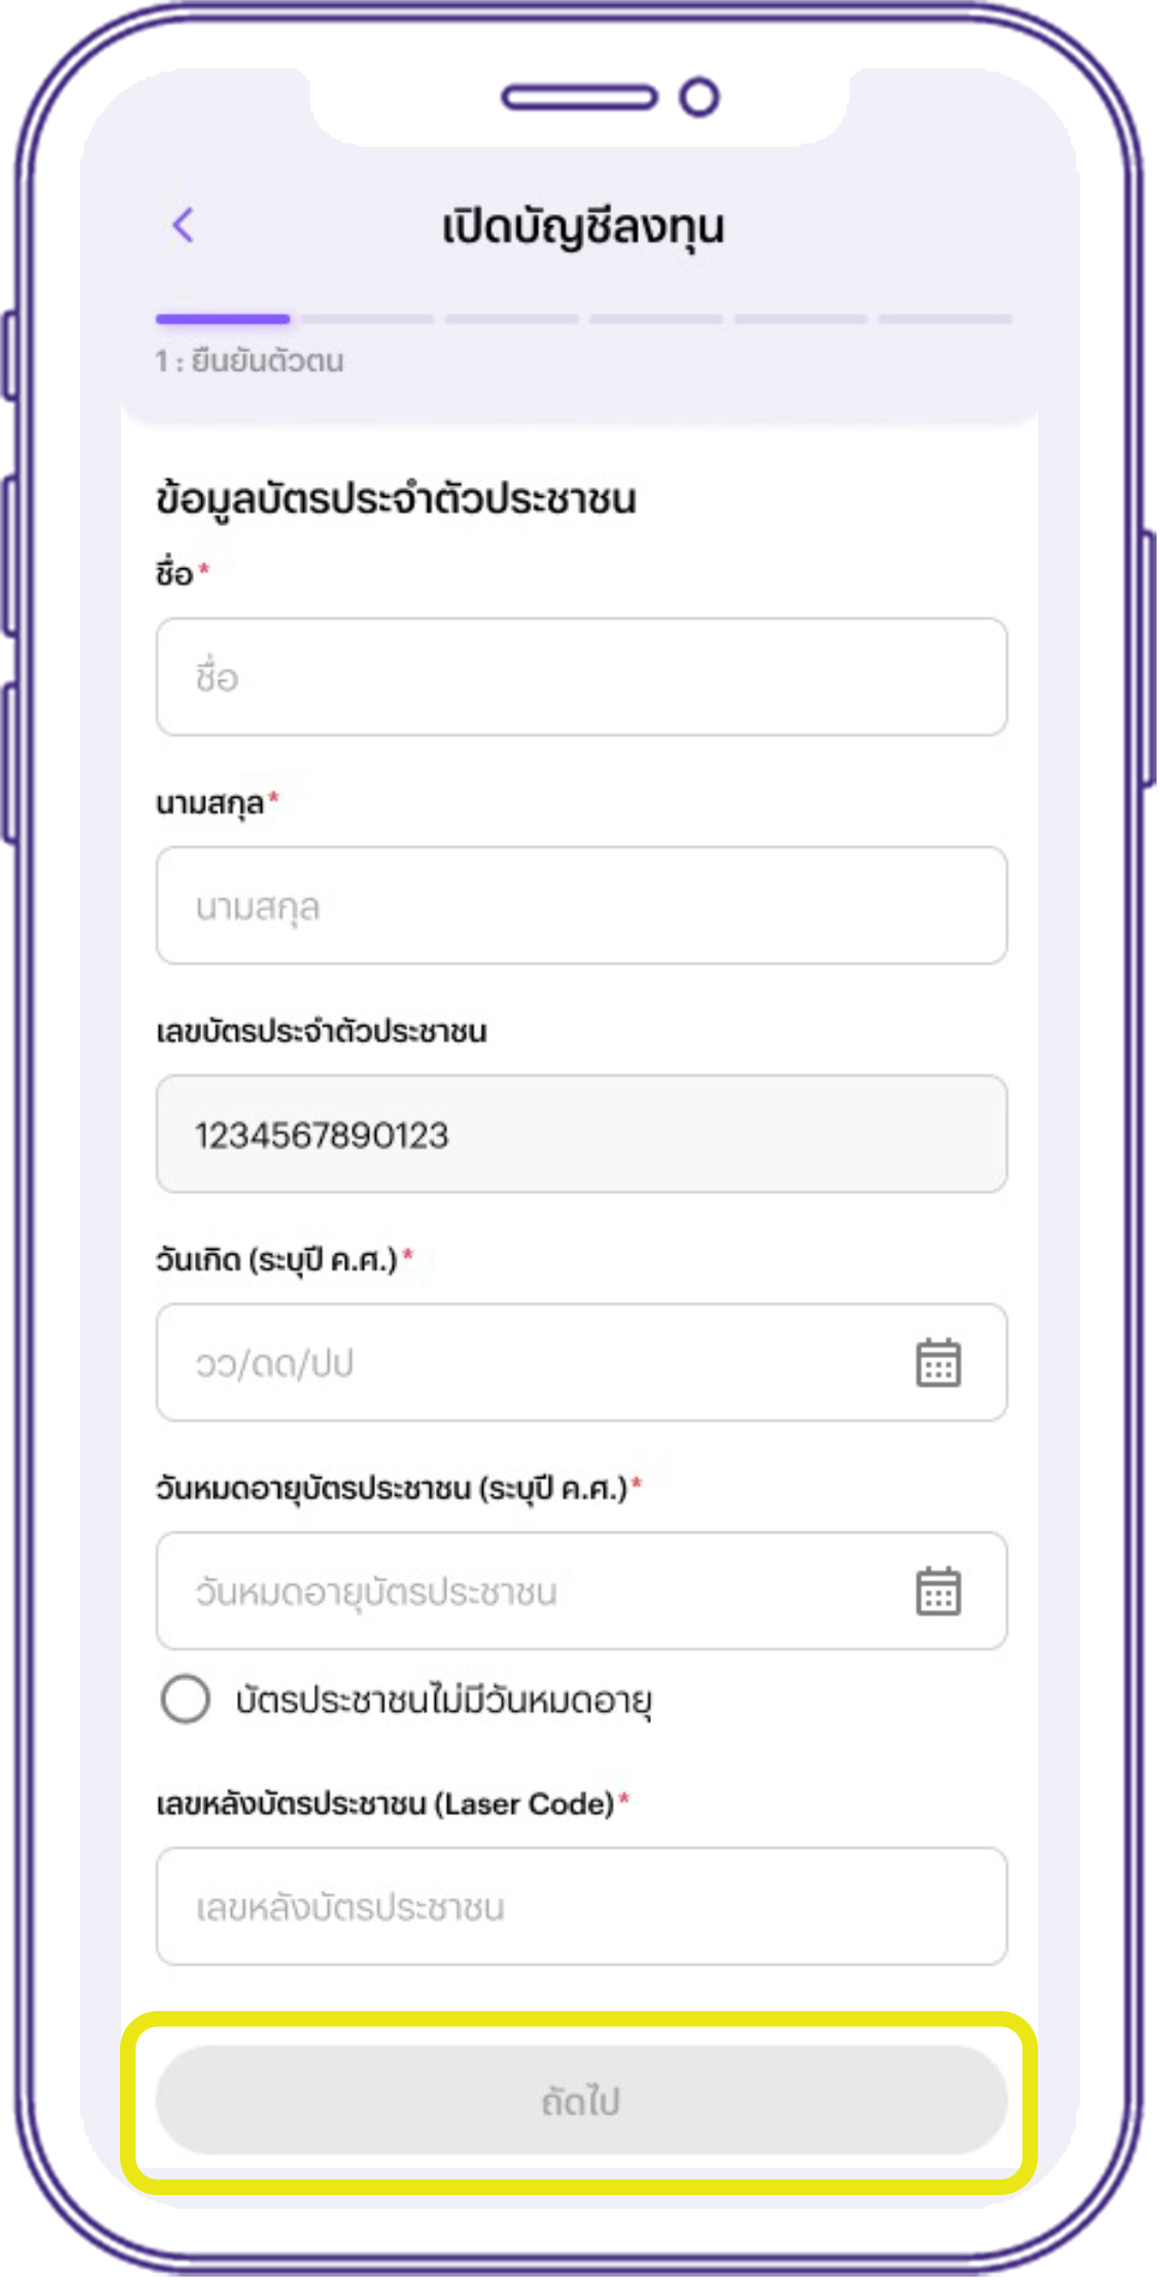 เปิดบัญชีลงทุน
1 : ยืนยันตัวตน
ข้อมูลบัตรประจำตัวประชาชน
ชื่อ*
ชื่อ
นามสกุล*
นามสกุล
เลขบัตรประจำตัวประชาชน
1234567890123
วันเกิด (ระบุปี ค.ศ.)*
วว/ดด/ปป
วันหมดอายุบัตรประชาชน (ระบุปี ค.ศ.)*
วันหมดอายุบัตรประชาชน
บัตรประชาชนไม่มีวันหมดอายุ
เลขหลังบัตรประชาชน (Laser Code)*
เลขหลังบัตรประชาชน
ถัดไป